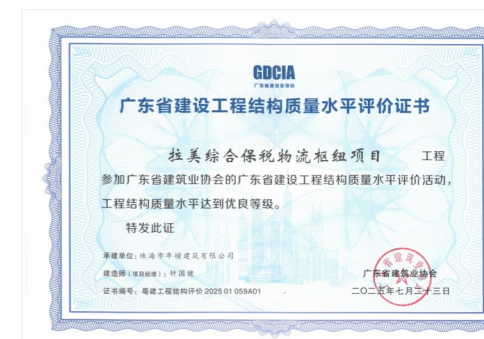 GDCIA
广东省建筑业协会
广东省建设工程结构质量水平评价证书
拉美综合保税物流枢纽项目 工程
参加广东省建筑业协会的广东省建设工程结构质量水平评价活动，
工程结构质量水平达到优良等级。
特发此证
承建单位：珠海市年顺建筑有限公司
建造师（项目经理）：钟国健
证书编号：粤建工程结构评价 2025 01 059A01
广东省建筑业协会
二〇二五年七月二十三日